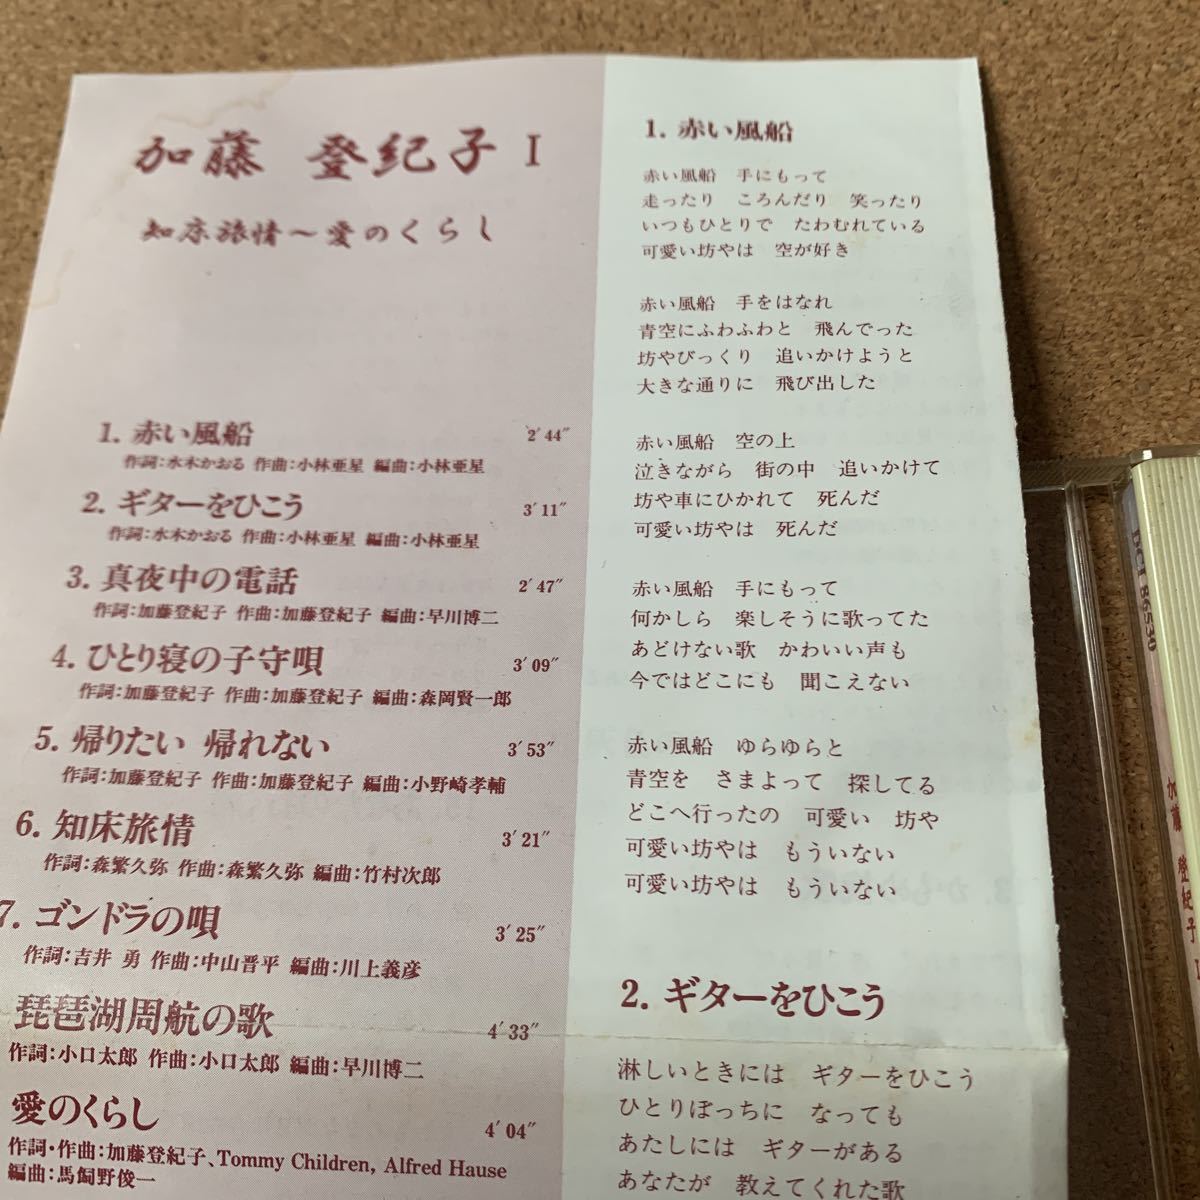 加藤 登紀子 I
知床旅情～愛のくらし
1. 赤い風船 2′44″
作詞：水木かおる 作曲：小林亜星 編曲：小林亜星
2. ギターをひこう 3′11″
作詞：水木かおる 作曲：小林亜星 編曲：小林亜星
3. 真夜中の電話 2′47″
作詞：加藤登紀子 作曲：加藤登紀子 編曲：早川博二
4. ひとり寝の子守唄 3′09″
作詞：加藤登紀子 作曲：加藤登紀子 編曲：森岡賢一郎
5. 帰りたい 帰れない 3′53″
作詞：加藤登紀子 作曲：加藤登紀子 編曲：小野崎孝輔
6. 知床旅情 3′21″
作詞：森繁久弥 作曲：森繁久弥 編曲：竹村次郎
7. ゴンドラの唄 3′25″
作詞：吉井 勇 作曲：中山晋平 編曲：川上義彦
琵琶湖周航の歌 4′33″
作詞：小口太郎 作曲：小口太郎 編曲：早川博二
愛のくらし 4′04″
作詞・作曲：加藤登紀子、Tommy Children, Alfred Hause
編曲：馬飼野俊一
1. 赤い風船
赤い風船 手にもって
走ったり ころんだり 笑ったり
いつもひとりで たわむれている
可愛い坊やは 空が好き
赤い風船 手をはなれ
青空にふわふわと 飛んでった
坊やびっくり 追いかけようと
大きな通りに 飛び出した
赤い風船 空の上
泣きながら 街の中 追いかけて
坊や車にひかれて 死んだ
可愛い坊やは 死んだ
赤い風船 手にもって
何かしら 楽しそうに歌ってた
あどけない歌 かわいい声も
今ではどこにも 聞こえない
赤い風船 ゆらゆらと
青空を さまよって 探してる
どこへ行ったの 可愛い 坊や
可愛い坊やは もういない
可愛い坊やは もういない
2. ギターをひこう
淋しいときには ギターをひこう
ひとりぼっちに なっても
あたしには ギターがある
あなたが 教えてくれた歌
86530
加藤 登紀子 I